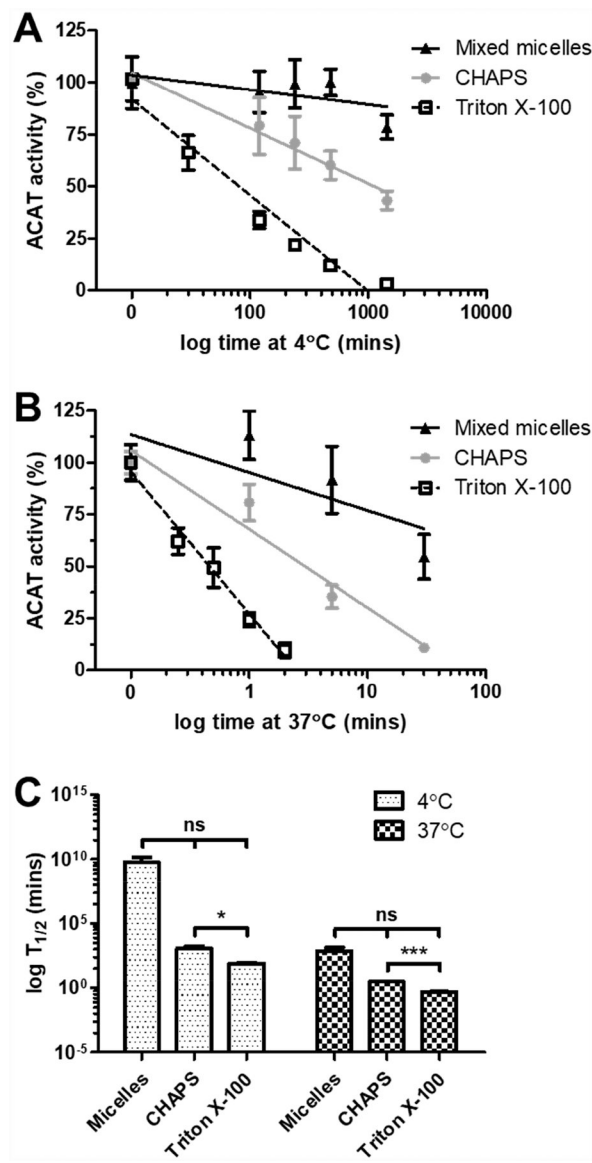 A
125
100
75
50
25
0
ACAT activity (%)
Mixed micelles
CHAPS
Triton X-100
0 100 1000 10000
log time at 4°C (mins)
B
125
100
75
50
25
0
ACAT activity (%)
Mixed micelles
CHAPS
Triton X-100
0 1 10 100
log time at 37°C (mins)
C
10^15
10^10
10^5
10^0
10^-5
log T1/2 (mins)
4°C
37°C
ns
*
ns
***
Micelles
CHAPS
Triton X-100
Micelles
CHAPS
Triton X-100